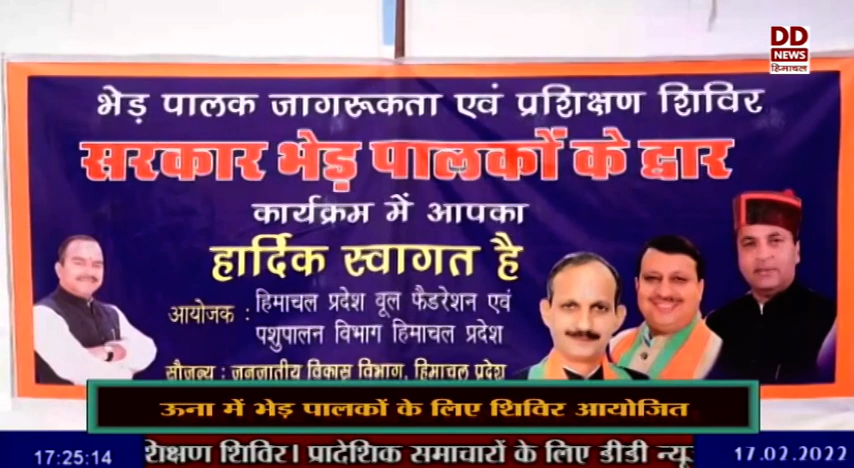 DD
NEWS
हिमाचल
भेड़ पालक जागरूकता एवं प्रशिक्षण शिविर
सरकार भेड़ पालकों के द्वार
कार्यक्रम में आपका
हार्दिक स्वागत है
आयोजक : हिमाचल प्रदेश वूल फैडरेशन एवं
पशुपालन विभाग हिमाचल प्रदेश
सौजन्य : जनजातीय विकास विभाग, हिमाचल प्रदेश
ऊना में भेड़ पालकों के लिए शिविर आयोजित
17:25:14 शिक्षण शिविर। प्रादेशिक समाचारों के लिए डीडी न्यू 17.02.2022